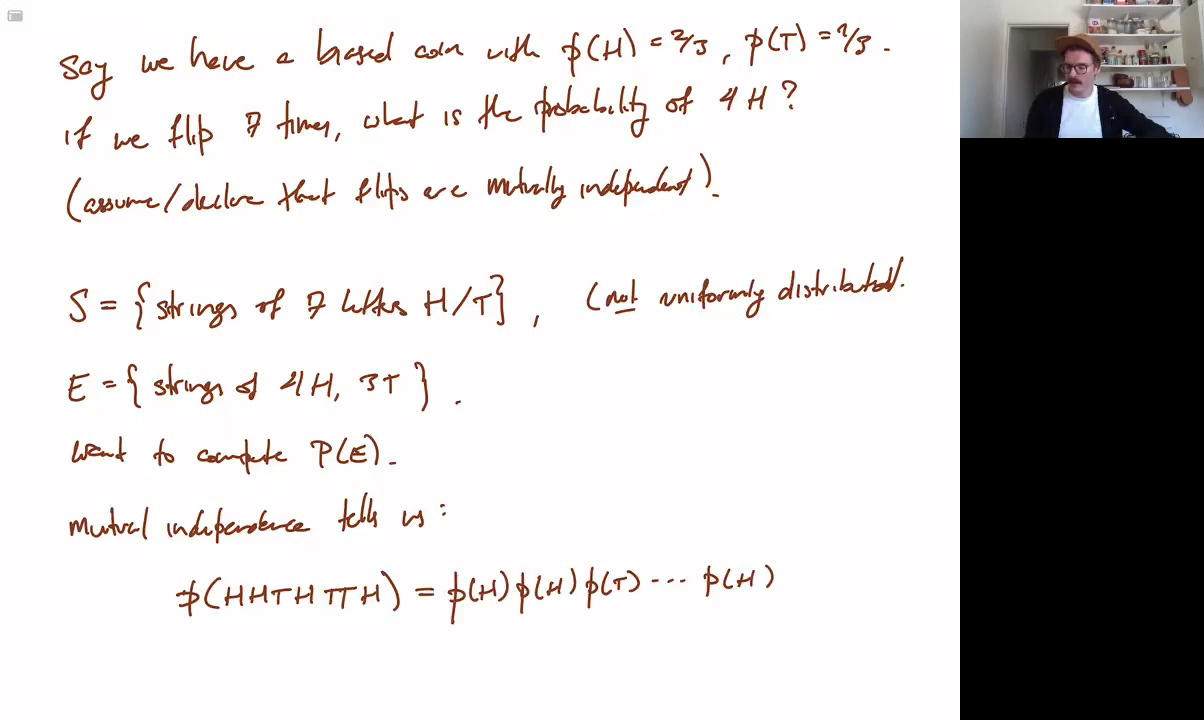 Say we have a biased coin with p(H) = 2/3, p(T) = 1/3.
If we flip 7 times, what is the probability of 4 H?
(assume/declare that flips are mutually independent).
S = {strings of 7 letters H/T}, (not uniformly distributed.
E = {strings of 4H, 3T}.
Want to compute P(E).
Mutual independence tells us:
p(HHTHTTH) = p(H)p(H)p(T) ... p(H)